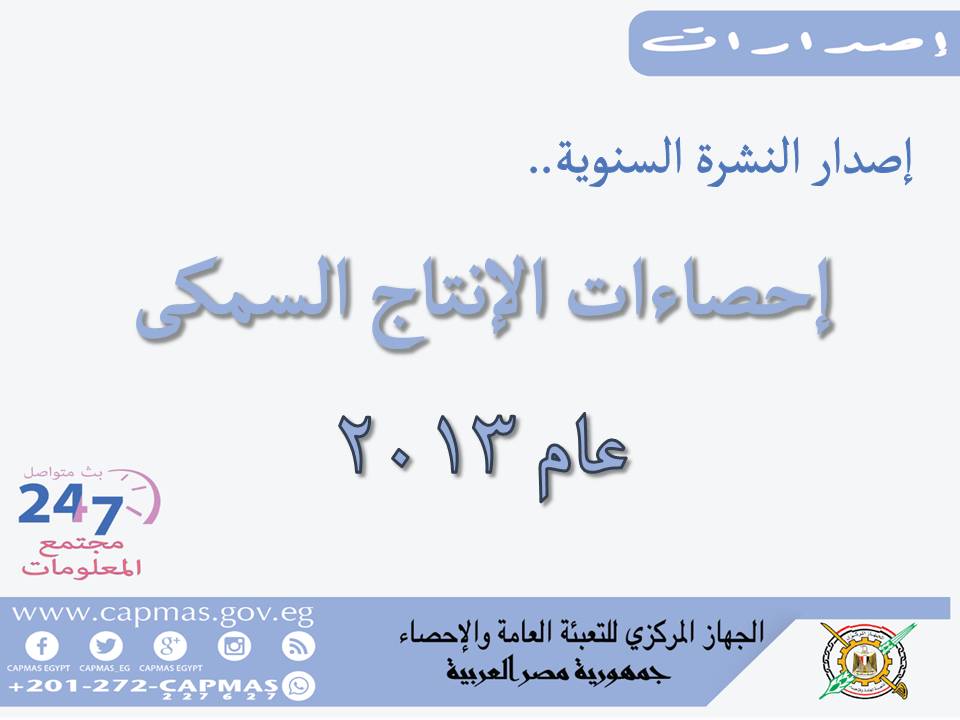 إصدارات
إصدار النشرة السنوية..
إحصاءات الإنتاج السمكى
عام ٢٠١٣
بث متواصل
247
مجتمع
المعلومات
www.capmas.gov.eg
CAPMAS EGYPT CAPMAS_EG CAPMAS EGYPT
+201-272-CAPMAS
227627
الجهاز المركزي للتعبئة العامة والإحصاء
جمهورية مصر العربية